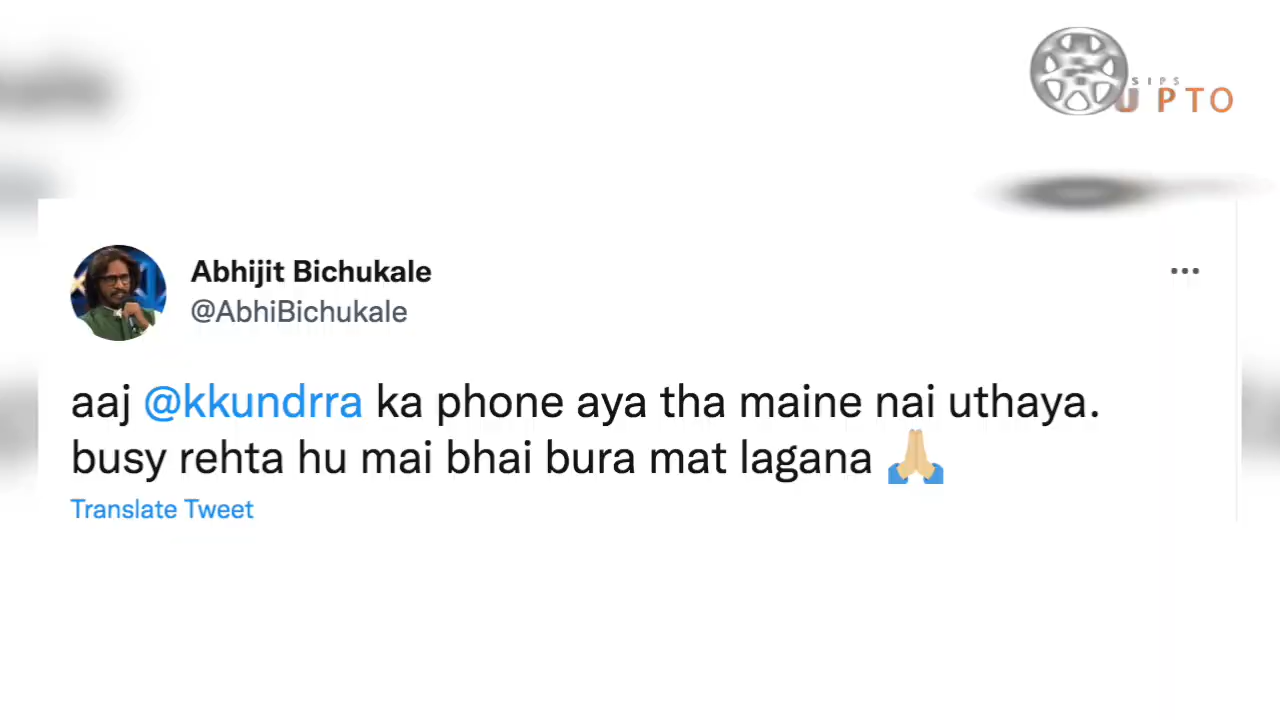 SIPS
UPTO
Abhijit Bichukale
@AbhiBichukale
aaj @kkundrra ka phone aya tha maine nai uthaya.
busy rehta hu mai bhai bura mat lagana 🙏🏼
Translate Tweet